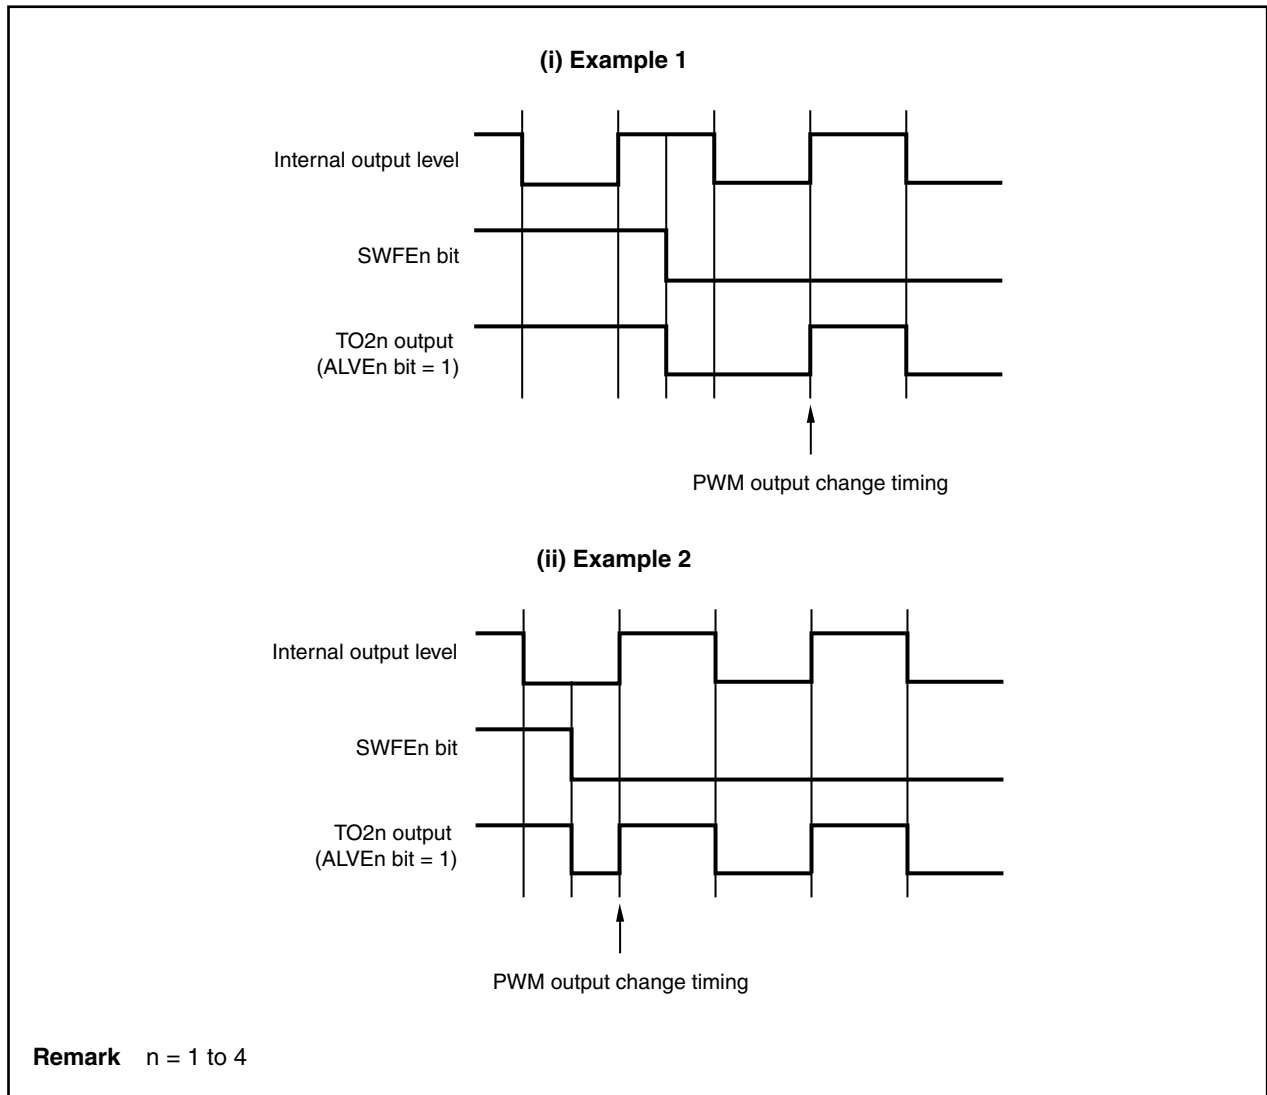 (i) Example 1
Internal output level
SWFEn bit
TO2n output
(ALVEn bit = 1)
PWM output change timing
(ii) Example 2
Internal output level
SWFEn bit
TO2n output
(ALVEn bit = 1)
PWM output change timing
Remark n = 1 to 4